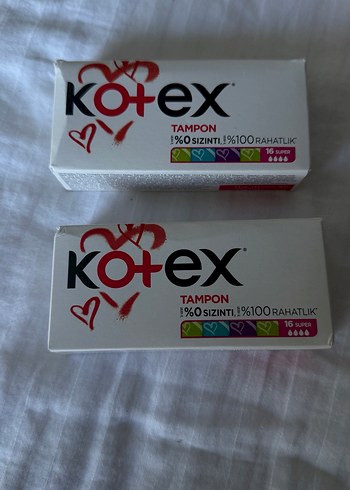 KOTEX®
TAMPON
%0 SIZINTI, %100 RAHATLIK*
16 SUPER
KOTEX®
TAMPON
%0 SIZINTI, %100 RAHATLIK*
16 SUPER